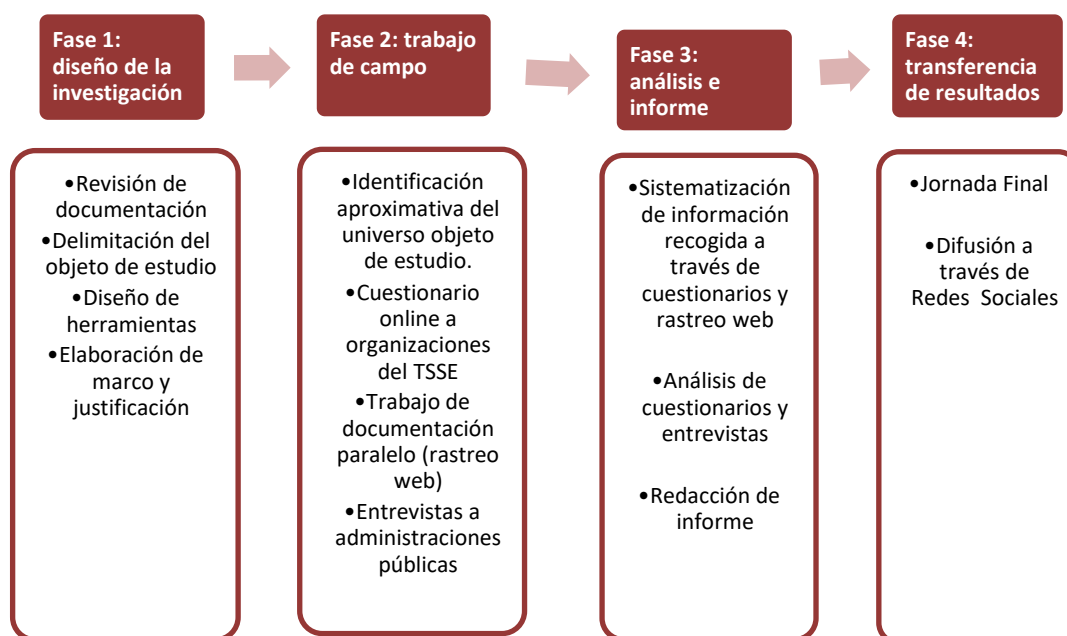 Fase 1:
diseño de la
investigación
Fase 2: trabajo
de campo
Fase 3:
análisis e
informe
Fase 4:
transferencia
de resultados
•Revisión de
documentación
•Delimitación del
objeto de estudio
•Diseño de
herramientas
•Elaboración de
marco y
justificación
•Identificación
aproximativa del
universo objeto
de estudio.
•Cuestionario
online a
organizaciones
del TSSE
•Trabajo de
documentación
paralelo (rastreo
web)
•Entrevistas a
administraciones
públicas
•Sistematización
de información
recogida a
través de
cuestionarios y
rastreo web
•Análisis de
cuestionarios y
entrevistas
•Redacción de
informe
•Jornada Final
•Difusión a
través de
Redes  Sociales